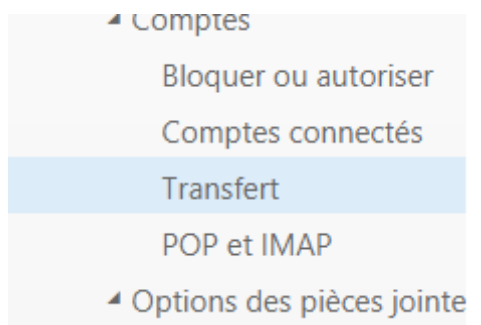 Comptes
Bloquer ou autoriser
Comptes connectés
Transfert
POP et IMAP
Options des pièces jointe